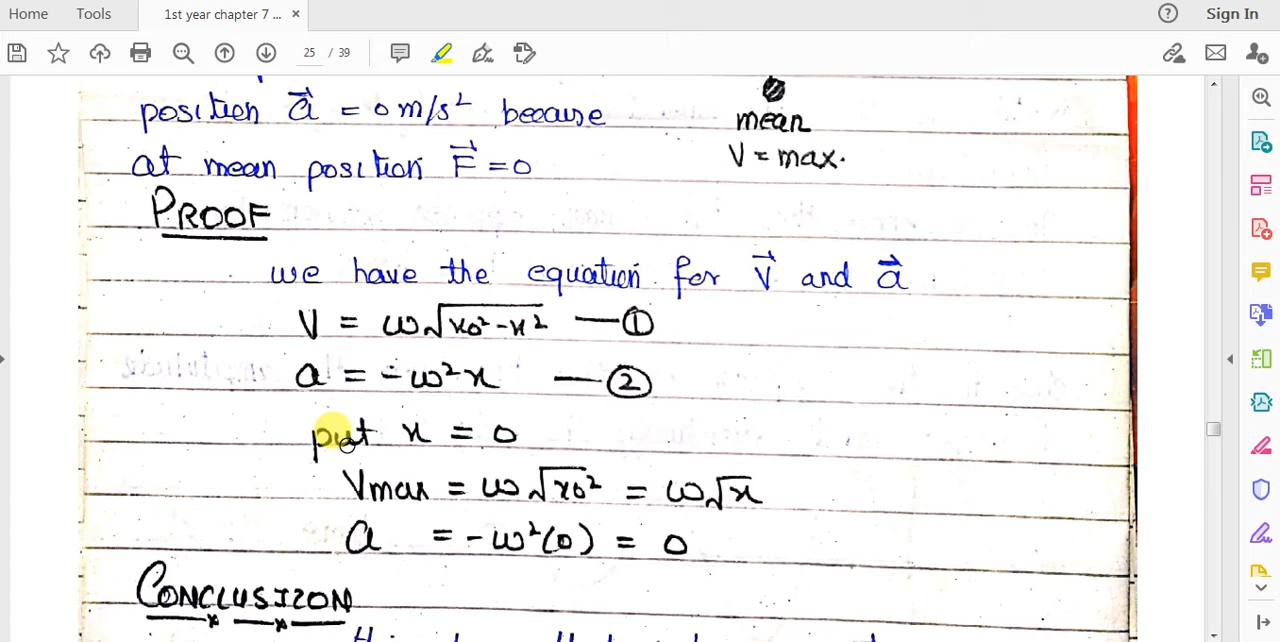 Home Tools 1st year chapter 7 ... × ? Sign In
25 / 39
position a⃗ = 0 m/s² because
at mean position F⃗ = 0
mean
V = max.
PROOF
we have the equation for V⃗ and a⃗.
V = ω√x₀² - x² — ①
a = - ω²x — ②
put x = 0
Vmax = ω√x₀² = ω√x
a = -ω²(0) = 0
CONCLUSION